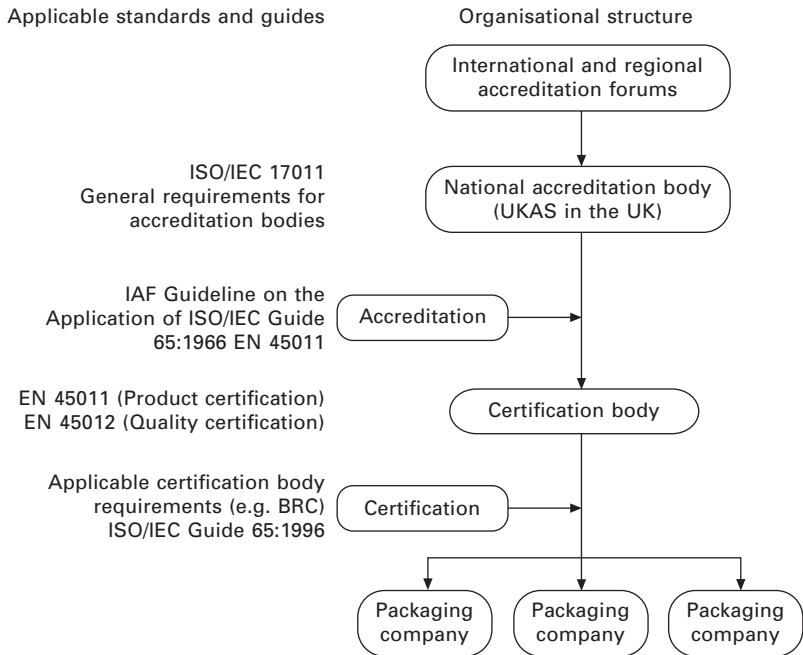 Applicable standards and guides
Organisational structure
International and regional
accreditation forums
ISO/IEC 17011
General requirements for
accreditation bodies
National accreditation body
(UKAS in the UK)
IAF Guideline on the
Application of ISO/IEC Guide
65:1966 EN 45011
Accreditation
EN 45011 (Product certification)
EN 45012 (Quality certification)
Certification body
Applicable certification body
requirements (e.g. BRC)
ISO/IEC Guide 65:1996
Certification
Packaging
company
Packaging
company
Packaging
company